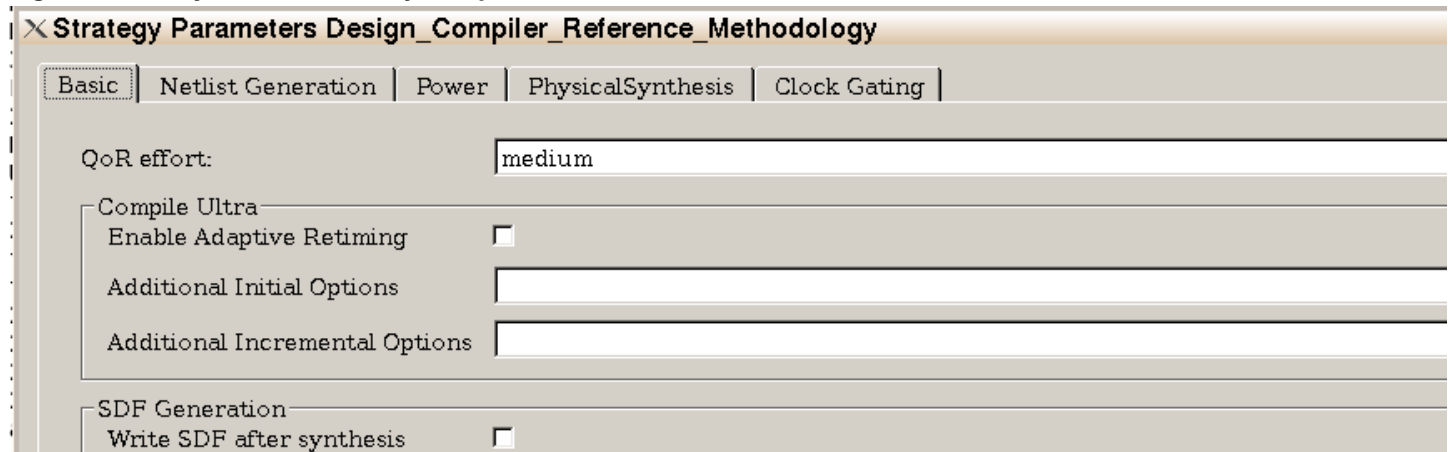 Strategy Parameters Design_Compiler_Reference_Methodology
Basic Netlist Generation Power PhysicalSynthesis Clock Gating
QoR effort: medium
Compile Ultra
Enable Adaptive Retiming
Additional Initial Options
Additional Incremental Options
SDF Generation
Write SDF after synthesis